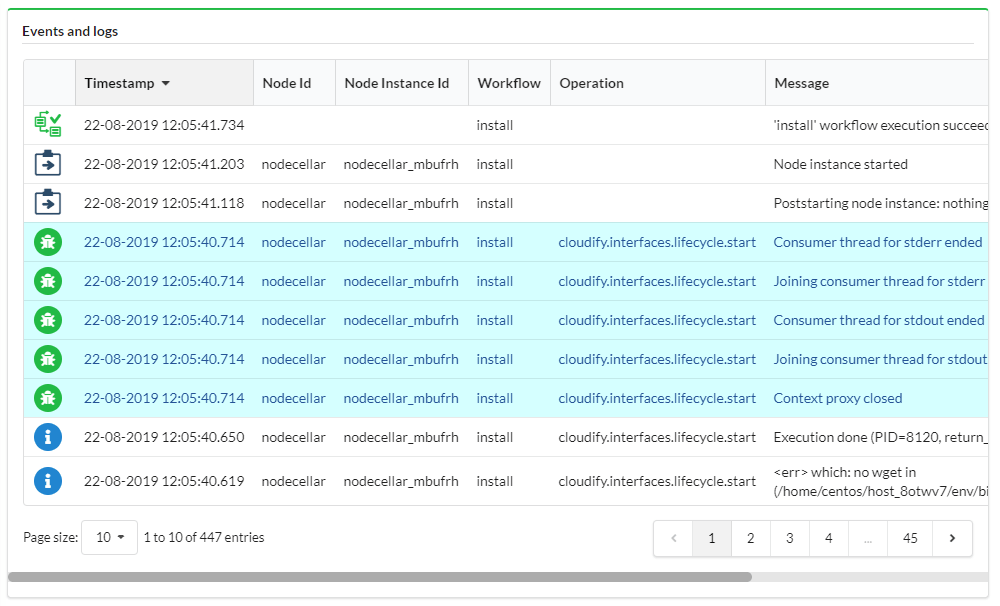 Events and logs
Timestamp Node Id Node Instance Id Workflow Operation Message
22-08-2019 12:05:41.734 install 'install' workflow execution succeed
22-08-2019 12:05:41.203 nodecellar nodecellar_mbufrh install Node instance started
22-08-2019 12:05:41.118 nodecellar nodecellar_mbufrh install Poststarting node instance: nothing
22-08-2019 12:05:40.714 nodecellar nodecellar_mbufrh install cloudify.interfaces.lifecycle.start Consumer thread for stderr ended
22-08-2019 12:05:40.714 nodecellar nodecellar_mbufrh install cloudify.interfaces.lifecycle.start Joining consumer thread for stderr
22-08-2019 12:05:40.714 nodecellar nodecellar_mbufrh install cloudify.interfaces.lifecycle.start Consumer thread for stdout ended
22-08-2019 12:05:40.714 nodecellar nodecellar_mbufrh install cloudify.interfaces.lifecycle.start Joining consumer thread for stdout
22-08-2019 12:05:40.714 nodecellar nodecellar_mbufrh install cloudify.interfaces.lifecycle.start Context proxy closed
22-08-2019 12:05:40.650 nodecellar nodecellar_mbufrh install cloudify.interfaces.lifecycle.start Execution done (PID=8120, return_
22-08-2019 12:05:40.619 nodecellar nodecellar_mbufrh install cloudify.interfaces.lifecycle.start <err> which: no wget in
(/home/centos/host_8otwv7/env/bi
Page size: 10 1 to 10 of 447 entries ‹ 1 2 3 4 ... 45 ›